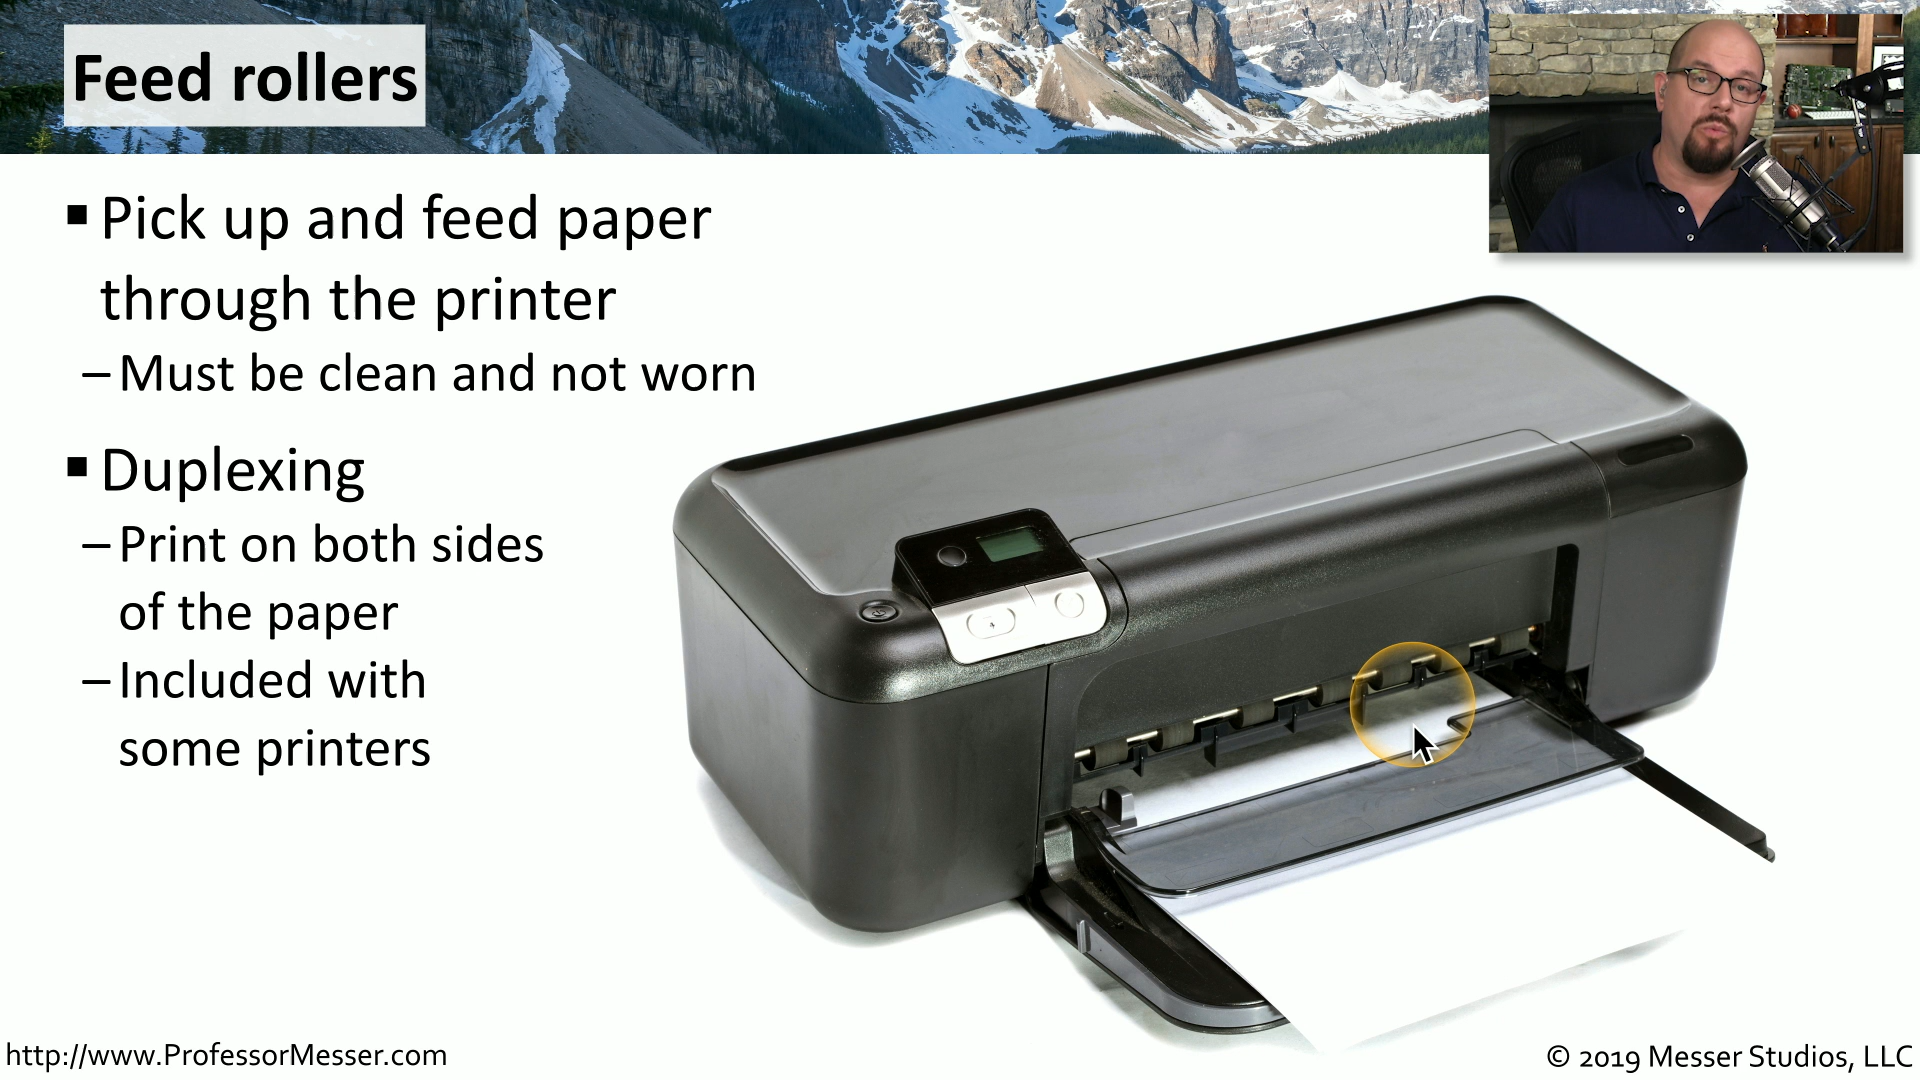 Feed rollers
▪ Pick up and feed paper
through the printer
– Must be clean and not worn
▪ Duplexing
– Print on both sides
of the paper
– Included with
some printers
http://www.ProfessorMesser.com
© 2019 Messer Studios, LLC